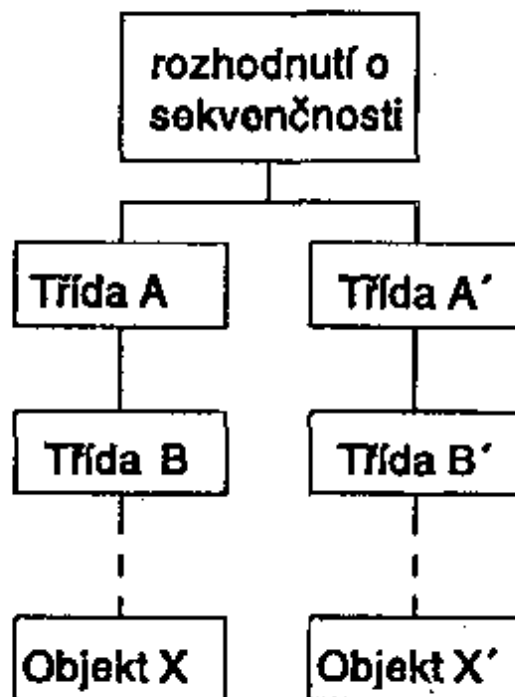 rozhodnutí o
sekvenčnosti
Třída A
Třída A´
Třída B
Třída B´
Objekt X
Objekt X´